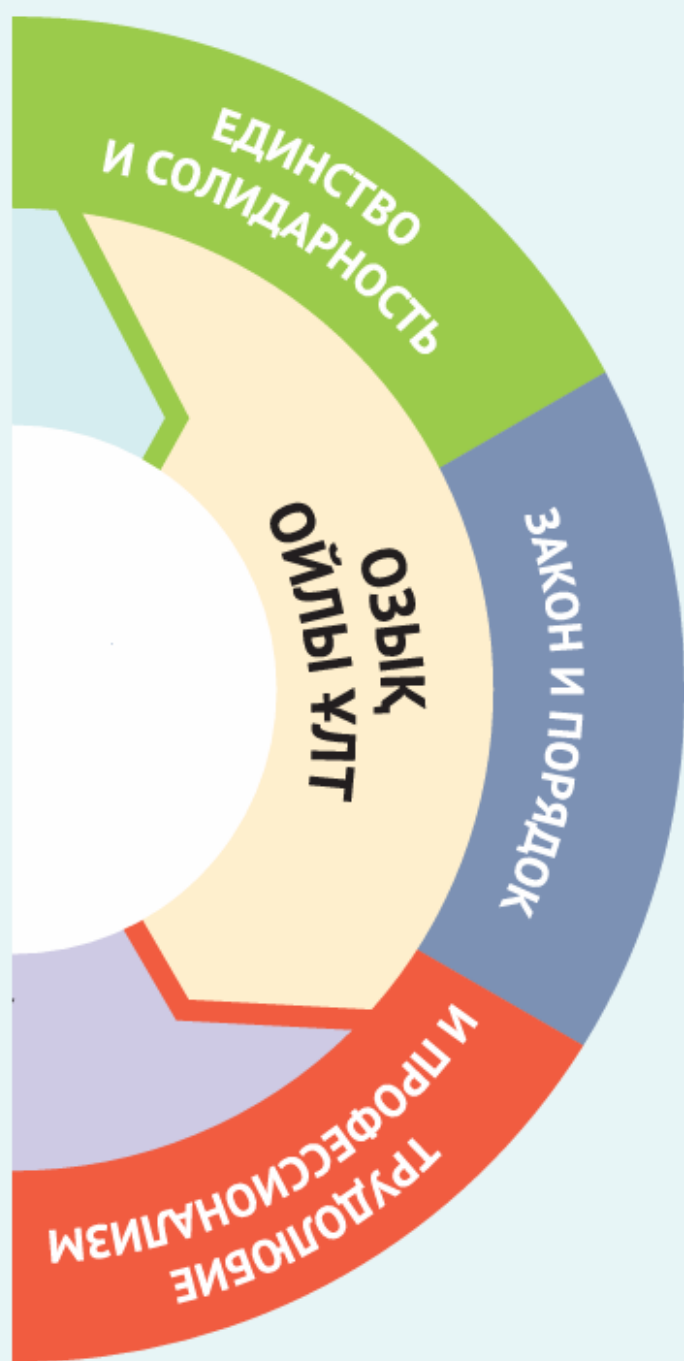 ЕДИНСТВО
И СОЛИДАРНОСТЬ
ЗАКОН И ПОРЯДОК
ОЗЫҚ
ОЙЛЫ ҰЛТ
ТРУДОЛЮБИЕ
И ПРОФЕССИОНАЛИЗМ